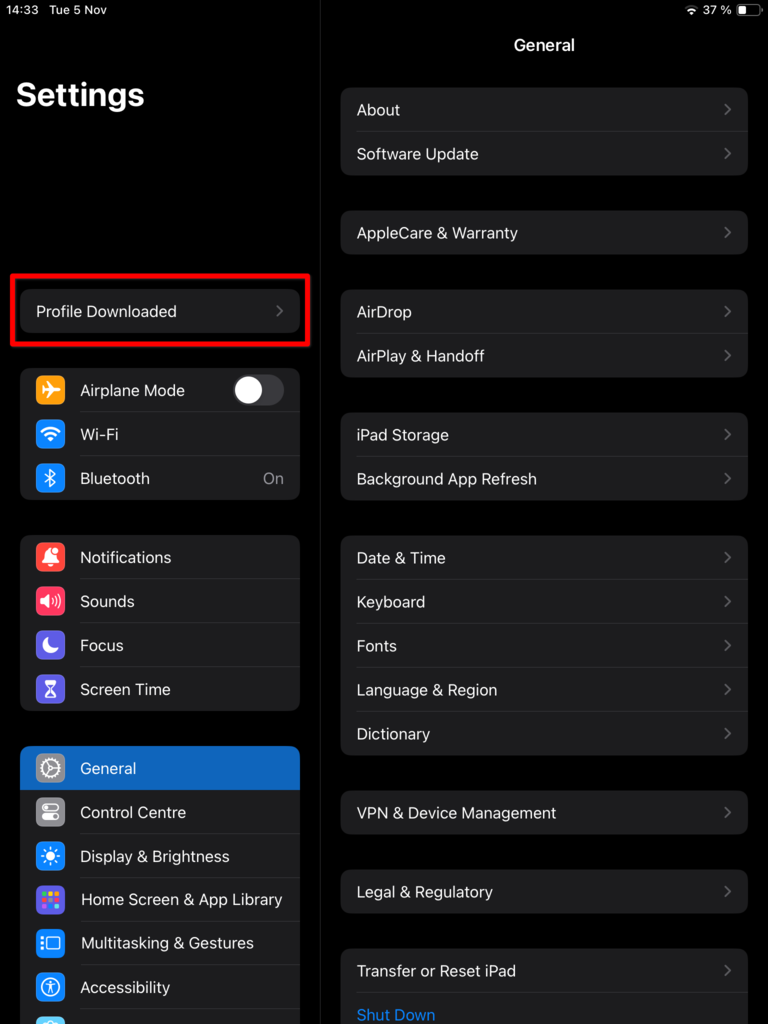 14:33 Tue 5 Nov
37 %
Settings
Profile Downloaded
Airplane Mode
Wi-Fi
Bluetooth On
Notifications
Sounds
Focus
Screen Time
General
Control Centre
Display & Brightness
Home Screen & App Library
Multitasking & Gestures
Accessibility
General
About
Software Update
AppleCare & Warranty
AirDrop
AirPlay & Handoff
iPad Storage
Background App Refresh
Date & Time
Keyboard
Fonts
Language & Region
Dictionary
VPN & Device Management
Legal & Regulatory
Transfer or Reset iPad
Shut Down